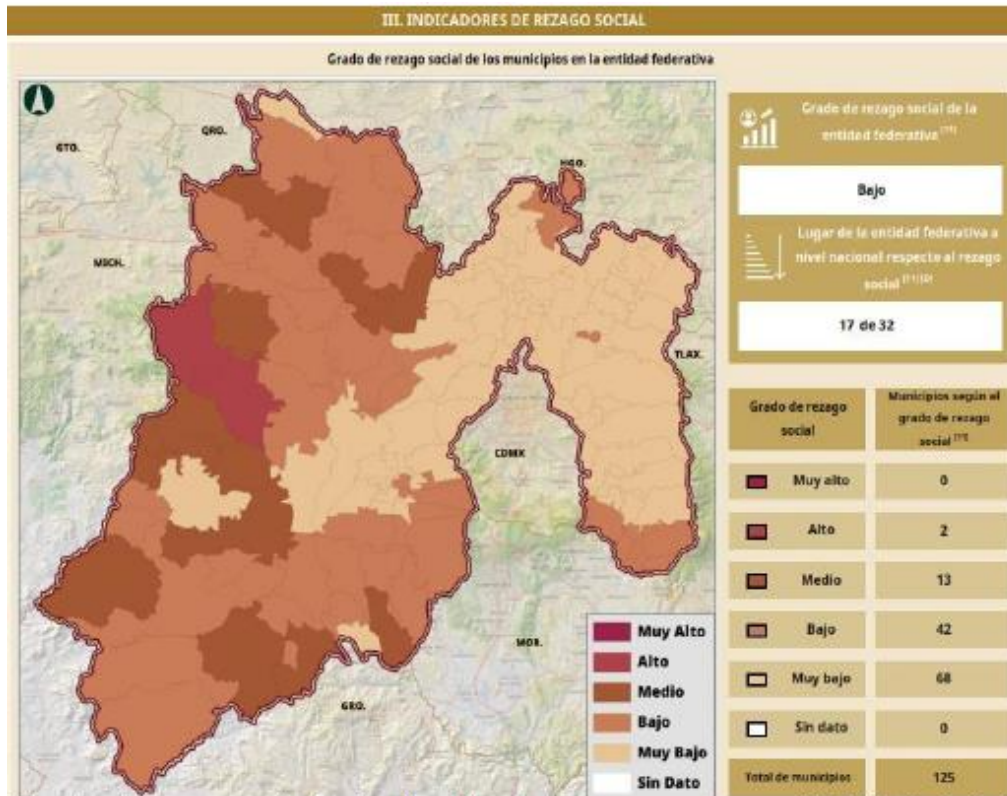 III. INDICADORES DE REZAGO SOCIAL
Grado de rezago social de los municipios en la entidad federativa
GTO.
QRO.
HGO.
MICH.
TLAX.
CDMX
MOR.
GRO.
Muy Alto
Alto
Medio
Bajo
Muy Bajo
Sin Dato
Grado de rezago social de la
entidad federativa [11]
Bajo
Lugar de la entidad federativa a
nivel nacional respecto al rezago
social
17 de 32
Grado de rezago
social
Municipios según el
grado de rezago
social [11]
Muy alto 0
Alto 2
Medio 13
Bajo 42
Muy bajo 68
Sin dato 0
Total de municipios 125